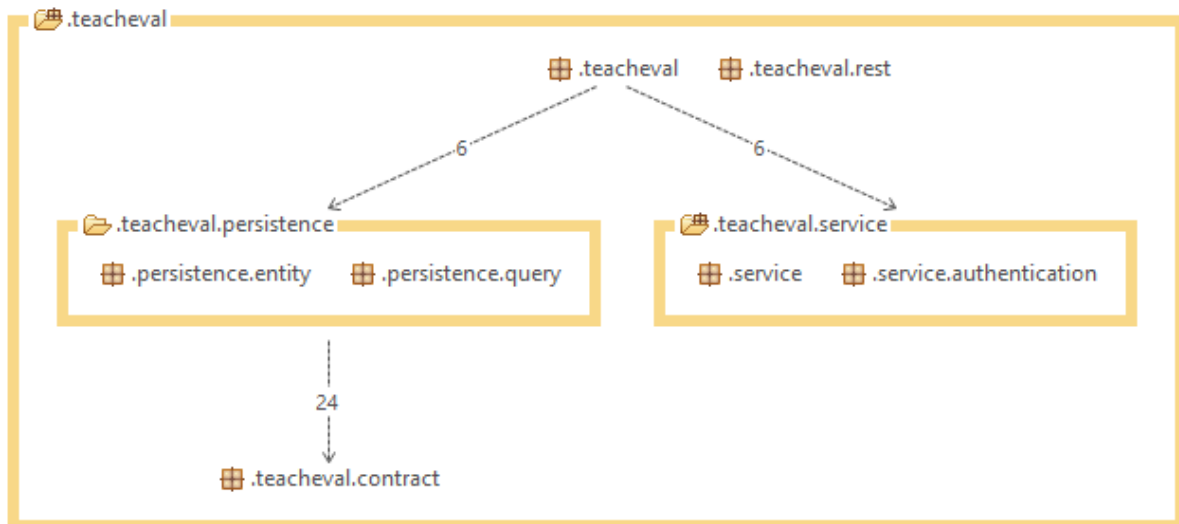 .teacheval
.teacheval .teacheval.rest
6 6
.teacheval.persistence .teacheval.service
.persistence.entity .persistence.query .service .service.authentication
24
.teacheval.contract